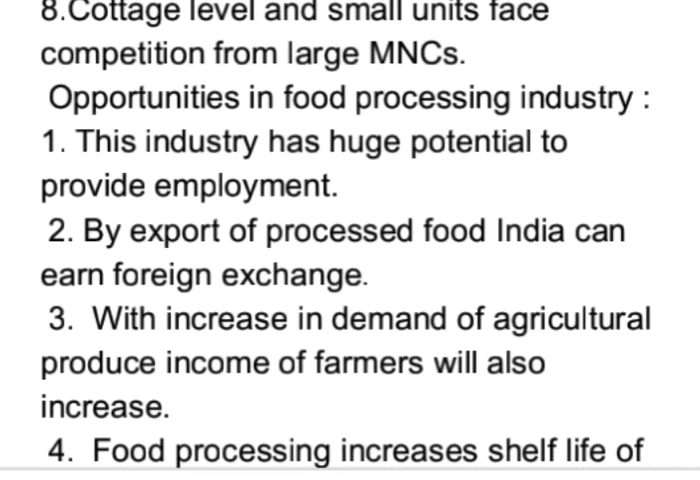 8.Cottage level and small units face
competition from large MNCs.
Opportunities in food processing industry :
1. This industry has huge potential to
provide employment.
2. By export of processed food India can
earn foreign exchange.
3. With increase in demand of agricultural
produce income of farmers will also
increase.
4. Food processing increases shelf life of